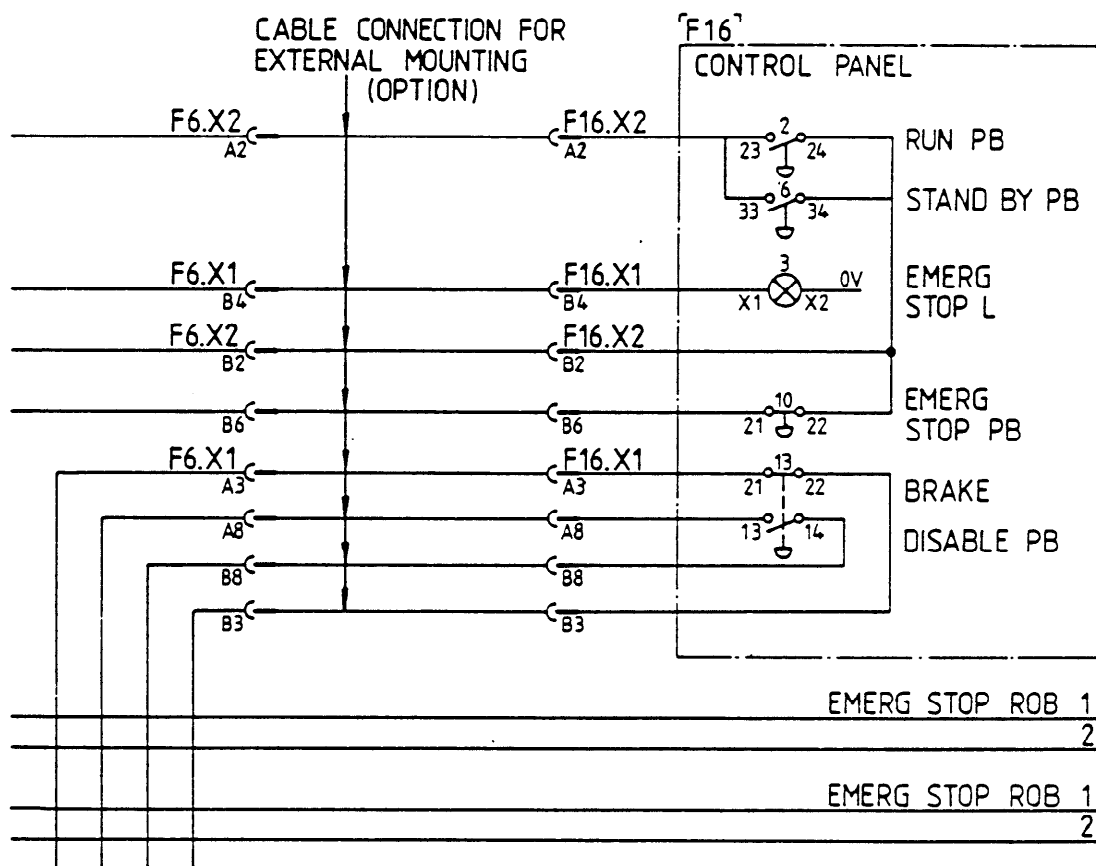 CABLE CONNECTION FOR
EXTERNAL MOUNTING
(OPTION)
F16
CONTROL PANEL
F6.X2
A2
F16.X2
A2
2
23 24
RUN PB
6
33 34
STAND BY PB
F6.X1
B4
F16.X1
B4
3
X1 X2
0V
EMERG
STOP L
F6.X2
B2
F16.X2
B2
B6
B6
10
21 22
EMERG
STOP PB
F6.X1
A3
F16.X1
A3
13
21 22
BRAKE
A8
A8
13 14
DISABLE PB
B8
B8
B3
B3
EMERG STOP ROB 1
2
EMERG STOP ROB 1
2